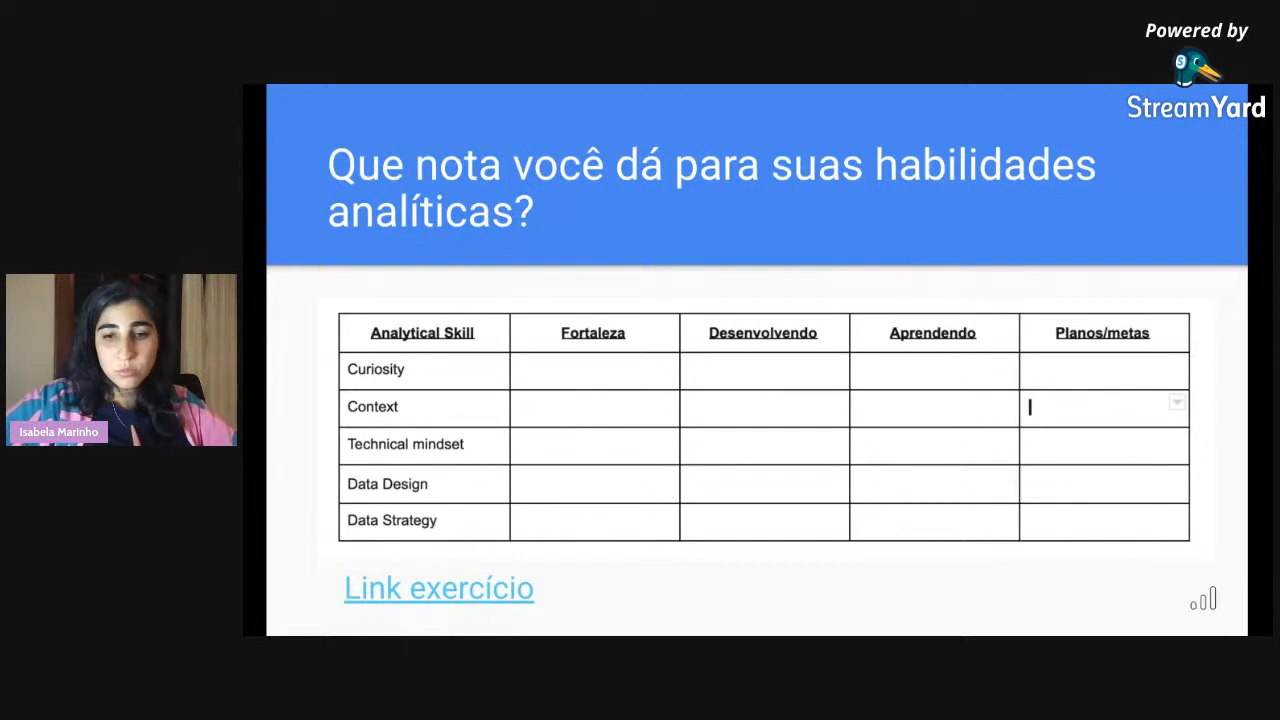 Powered by
StreamYard
Que nota você dá para suas habilidades
analíticas?
Analytical Skill Fortaleza Desenvolvendo Aprendendo Planos/metas
Curiosity
Context
Technical mindset
Data Design
Data Strategy
Link exercício
Isabela Marinho